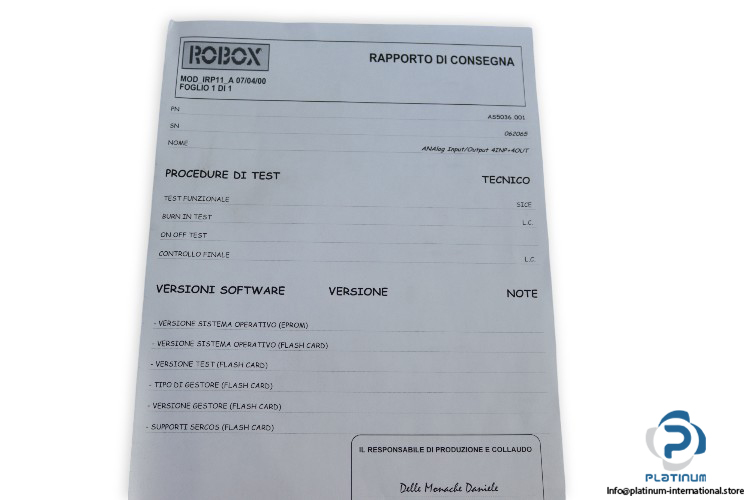 ROBOX
RAPPORTO DI CONSEGNA
MOD_IRP11_A 07/04/00
FOGLIO 1 DI 1
PN AS5036.001
SN 062065
NOME ANAlog Input/Output 4INP+4OUT
PROCEDURE DI TEST TECNICO
TEST FUNZIONALE SICE
BURN IN TEST L.C.
ON OFF TEST
CONTROLLO FINALE L.C.
VERSIONI SOFTWARE VERSIONE NOTE
- VERSIONE SISTEMA OPERATIVO (EPROM)
- VERSIONE SISTEMA OPERATIVO (FLASH CARD)
- VERSIONE TEST (FLASH CARD)
- TIPO DI GESTORE (FLASH CARD)
- VERSIONE GESTORE (FLASH CARD)
- SUPPORTI SERCOS (FLASH CARD)
IL RESPONSABILE DI PRODUZIONE E COLLAUDO
Delle Monache Daniele
PLATINUM
Info@platinum-international.store